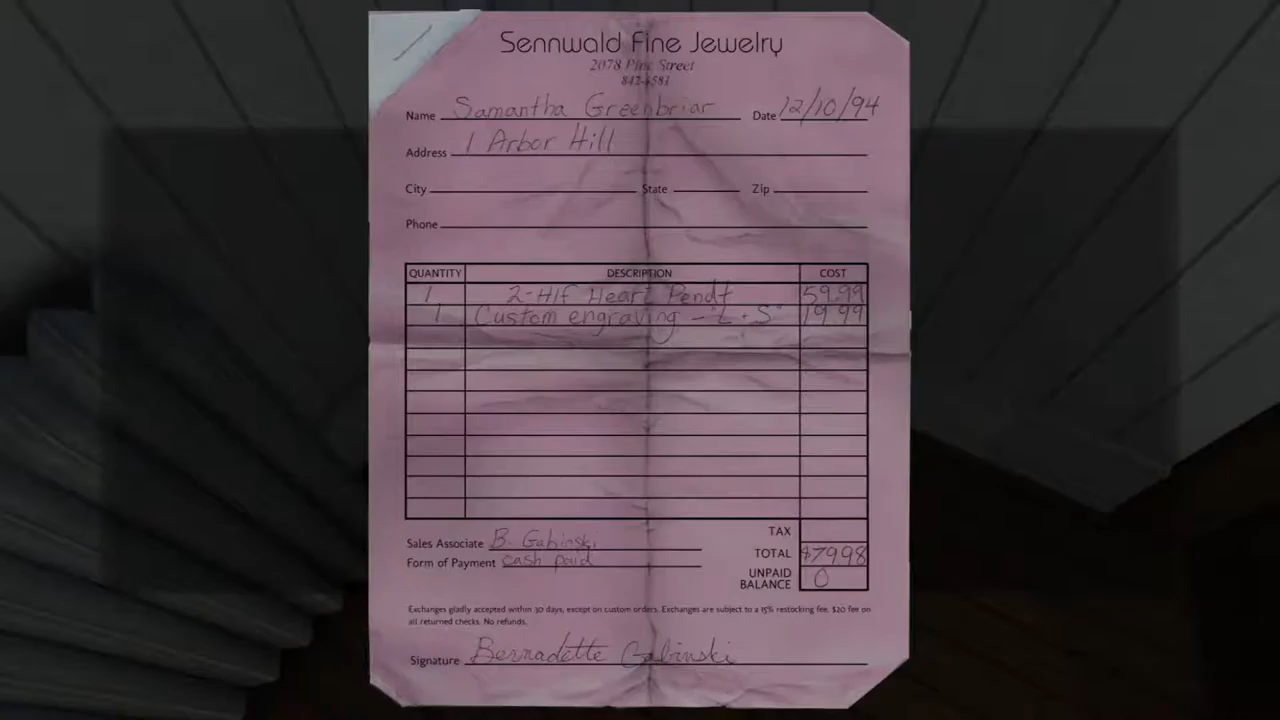 Sennwald Fine Jewelry
2078 Pine Street
842-4581
Name Samantha Greenbriar Date 12/10/94
Address 1 Arbor Hill
City State Zip
Phone
QUANTITY DESCRIPTION COST
1 2-Hlf Heart Pendt 59.99
1 Custom engraving - "L + S" 19.99
TAX
Sales Associate B. Gabinski
TOTAL $79.98
Form of Payment cash paid
UNPAID BALANCE 0
Exchanges gladly accepted within 30 days, except on custom orders. Exchanges are subject to a 15% restocking fee. $20 fee on
all returned checks. No refunds.
Signature Bernadette Gabinski